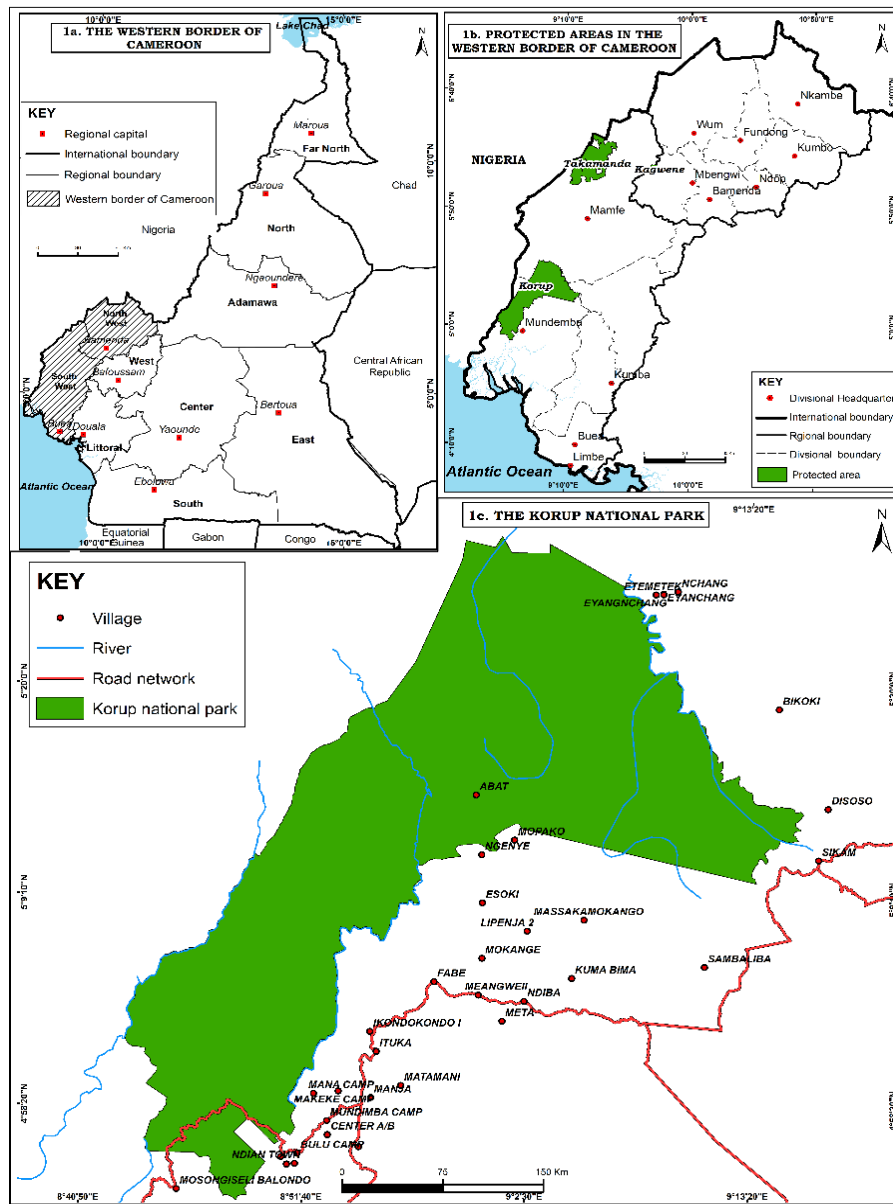 10°0'0"E
15°0'0"E
1a. THE WESTERN BORDER OF
CAMEROON
Lake Chad
N
KEY
Regional capital
International boundary
Regional boundary
Western border of Cameroon
Maroua
Far North
Chad
Nigeria
Garoua
North
Ngaoundere
Adamawa
North
West
Bamenda
West
Bafoussam
South
West
Central African
Republic
Center
Bertoua
Buea
Douala
Littoral
Yaounde
East
Atlantic Ocean
Ebolowa
South
Equatorial
Guinea
Gabon
Congo
10°0'0"E
15°0'0"E
9°10'0"E
10°0'0"E
10°50'0"E
1b. PROTECTED AREAS IN THE
WESTERN BORDER OF CAMEROON
N
Nkambe
Wum
Fundong
NIGERIA
Takamanda
Kagwene
Kumbo
Mbengwi
Ndop
Bamenda
Mamfe
Korup
Mundemba
Kumba
KEY
Divisional Headquarter
International boundary
Rgional boundary
Divisional boundary
Protected area
Buea
Limbe
Atlantic Ocean
9°10'0"E
10°0'0"E
1c. THE KORUP NATIONAL PARK
9°13'20"E
N
KEY
Village
River
Road network
Korup national park
ETEMETEK
NCHANG
EYANGNCHANG
EYANCHANG
5°20'0"N
BIKOKI
ABAT
DISOSO
MOPAKO
NGENYE
SIKAM
5°9'10"N
ESOKI
MASSAKAMOKANGO
LIPENJA 2
MOKANGE
SAMBALIBA
FABE
KUMA BIMA
MEANGWEII
NDIBA
META
IKONDOKONDO I
ITUKA
MATAMANI
MANA CAMP
MANJA
MAKEKE CAMP
4°58'20"N
MUNDIMBA CAMP
CENTER A/B
BULU CAMP
NDIAN TOWN
MOSONGISELI BALONDO
0
75
150 Km
8°40'50"E
8°51'40"E
9°2'30"E
9°13'20"E